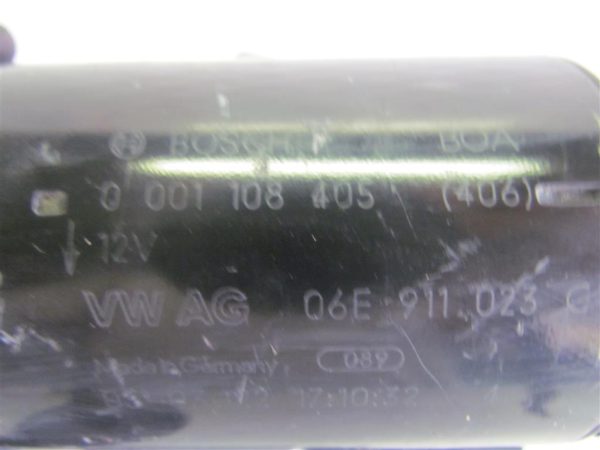 BOSCH BOA
0 001 108 405 (406)
12V
VW AG 06E 911 023
Made in Germany 089
17:10:32